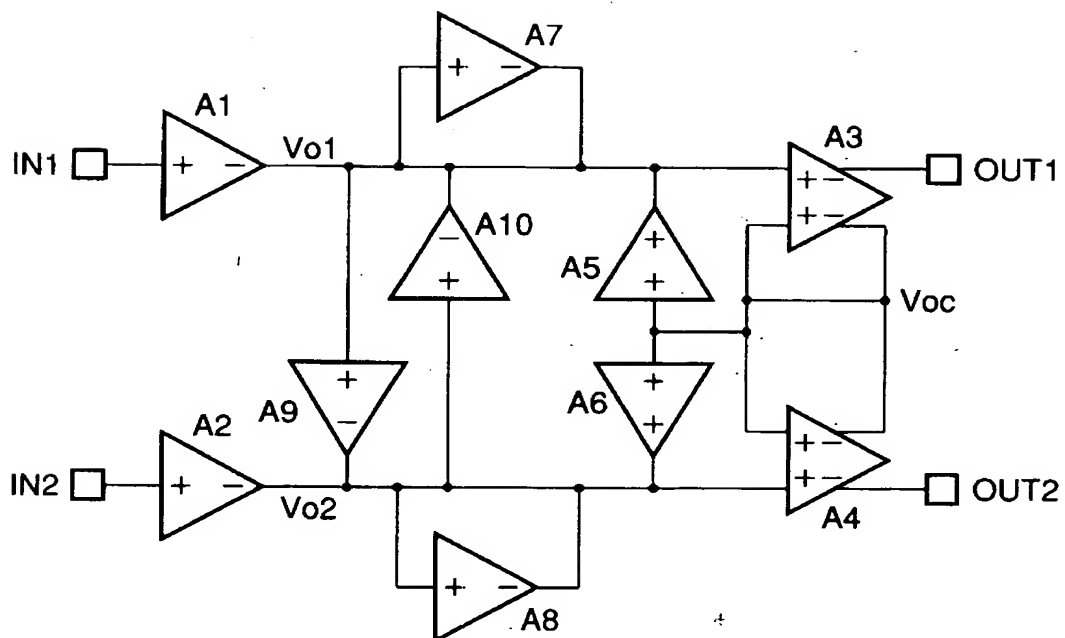 A7
+ −
A1
IN1 + − Vo1
A3
+ − OUT1
+ −
A10
−
+
A5
+
+
Voc
A9
+
−
A6
+
+
A2
IN2 + − Vo2
+ −
+ − OUT2
A4
+ −
A8